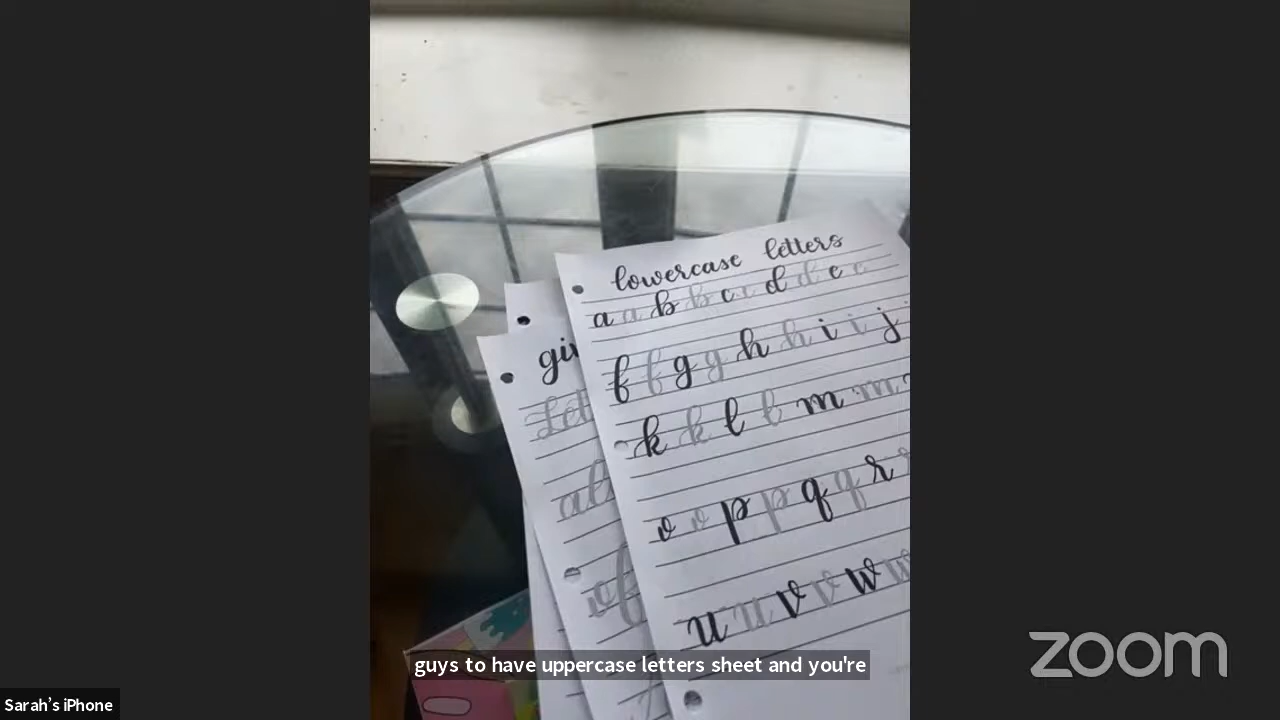 lowercase letters
a a b b c c d d e e
f f g g h h i i j
k k l l m m
o o p p q q r
u u v v w w
guys to have uppercase letters sheet and you're
zoom
Sarah's iPhone